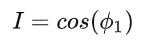 I = cos(ϕ₁)